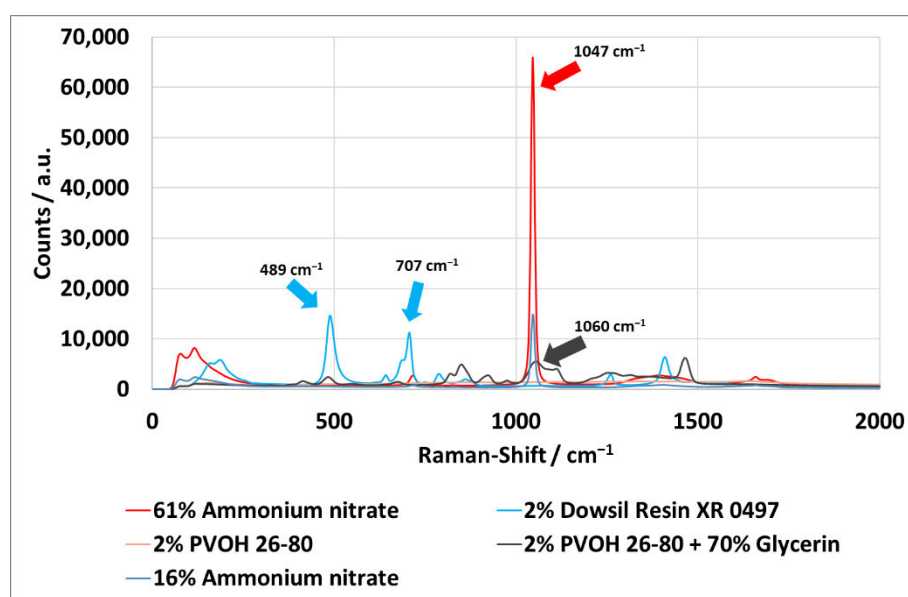 70,000
60,000
50,000
40,000
30,000
20,000
10,000
0
Counts / a.u.
1047 cm⁻¹
489 cm⁻¹
707 cm⁻¹
1060 cm⁻¹
0 500 1000 1500 2000
Raman-Shift / cm⁻¹
61% Ammonium nitrate
2% Dowsil Resin XR 0497
2% PVOH 26-80
2% PVOH 26-80 + 70% Glycerin
16% Ammonium nitrate